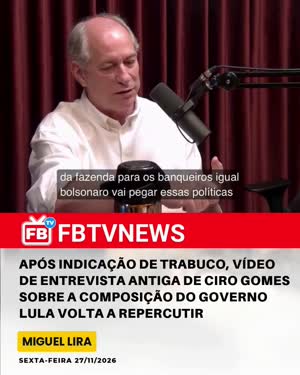 da fazenda para os banqueiros igual
bolsonaro vai pegar essas políticas
FB TV FBTVNEWS
APÓS INDICAÇÃO DE TRABUCO, VÍDEO
DE ENTREVISTA ANTIGA DE CIRO GOMES
SOBRE A COMPOSIÇÃO DO GOVERNO
LULA VOLTA A REPERCUTIR
MIGUEL LIRA
SEXTA-FEIRA 27/11/2026